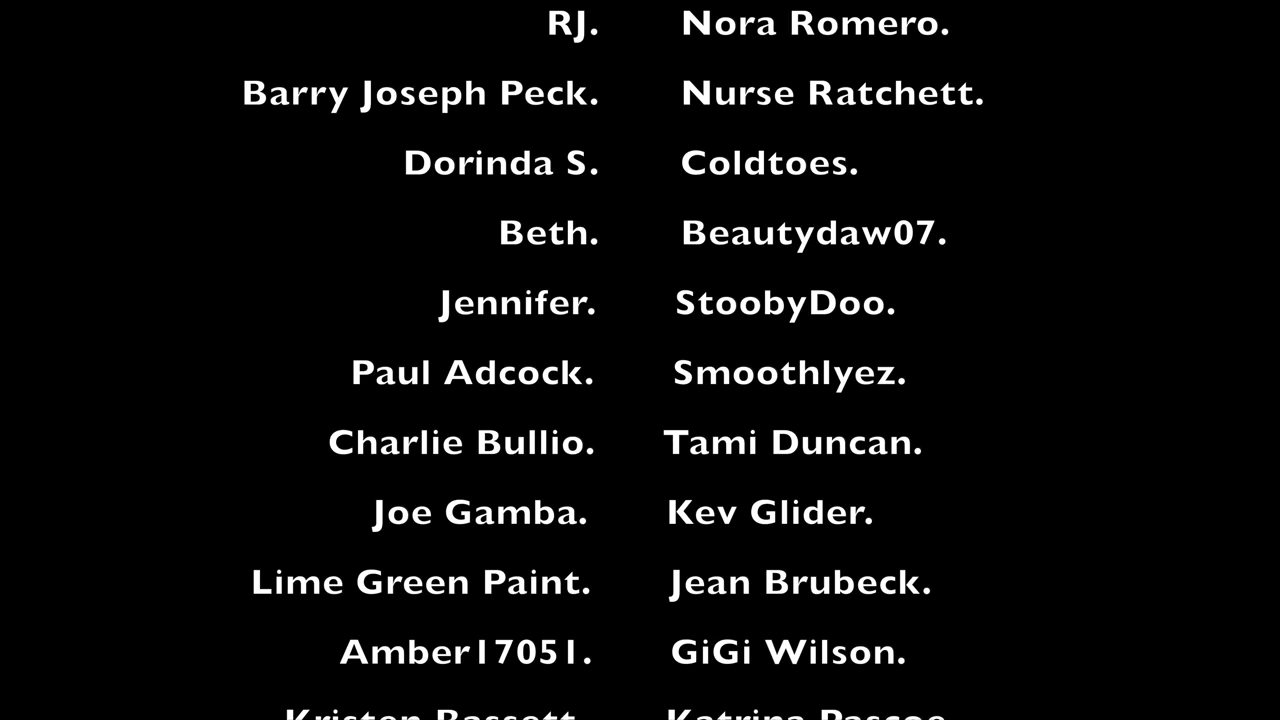 RJ. Nora Romero.
Barry Joseph Peck. Nurse Ratchett.
Dorinda S. Coldtoes.
Beth. Beautydaw07.
Jennifer. StoobyDoo.
Paul Adcock. Smoothlyez.
Charlie Bullio. Tami Duncan.
Joe Gamba. Kev Glider.
Lime Green Paint. Jean Brubeck.
Amber17051. GiGi Wilson.
Kristen Bassett. Katrina Pascoe